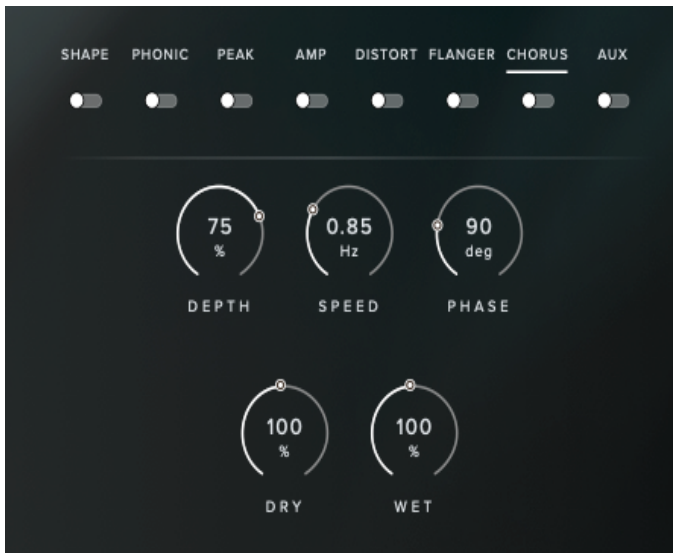 SHAPE PHONIC PEAK AMP DISTORT FLANGER CHORUS AUX
75 0.85 90
% Hz deg
DEPTH SPEED PHASE
100 100
% %
DRY WET